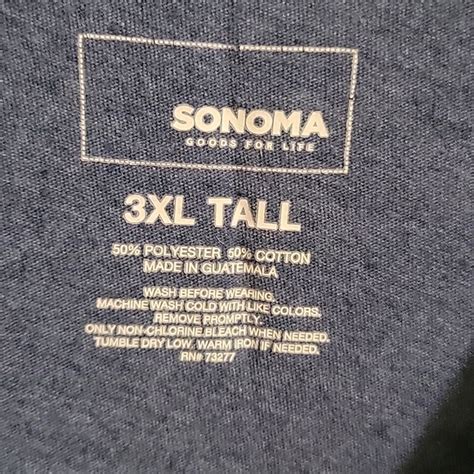 SONOMA
GOODS FOR LIFE
3XL TALL
50% POLYESTER 50% COTTON
MADE IN GUATEMALA
WASH BEFORE WEARING.
MACHINE WASH COLD WITH LIKE COLORS.
REMOVE PROMPTLY.
ONLY NON-CHLORINE BLEACH WHEN NEEDED.
TUMBLE DRY LOW. WARM IRON IF NEEDED.
RN# 73277